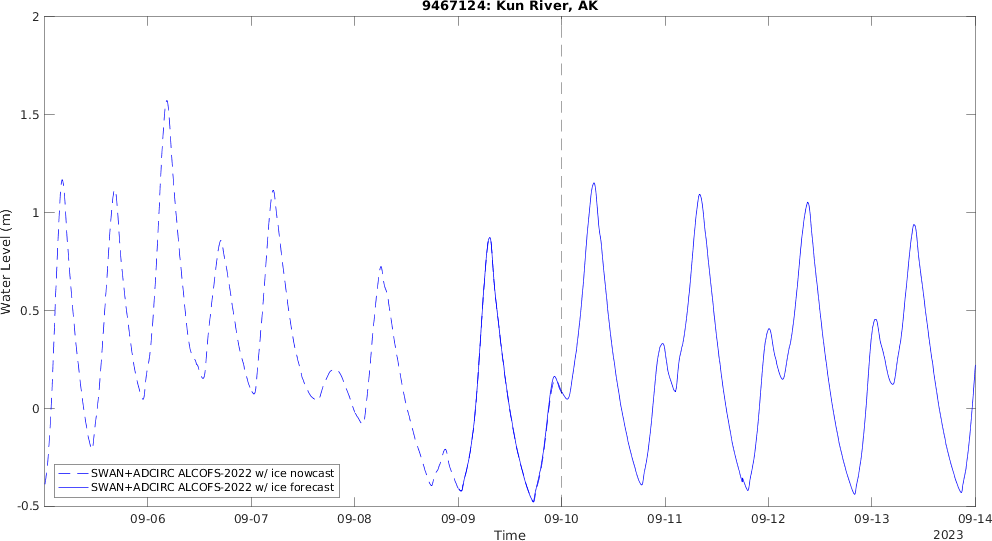 9467124: Kun River, AK
2
1.5
1
0.5
0
-0.5
Water Level (m)
SWAN+ADCIRC ALCOFS-2022 w/ ice nowcast
SWAN+ADCIRC ALCOFS-2022 w/ ice forecast
09-06 09-07 09-08 09-09 09-10 09-11 09-12 09-13 09-14
Time
2023